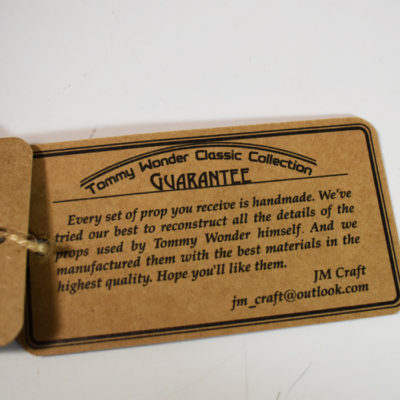 Tommy Wonder Classic Collection
GUARANTEE
Every set of prop you receive is handmade. We've
tried our best to reconstruct all the details of the
props used by Tommy Wonder himself. And we
manufactured them with the best materials in the
highest quality. Hope you'll like them.
JM Craft
jm_craft@outlook.com